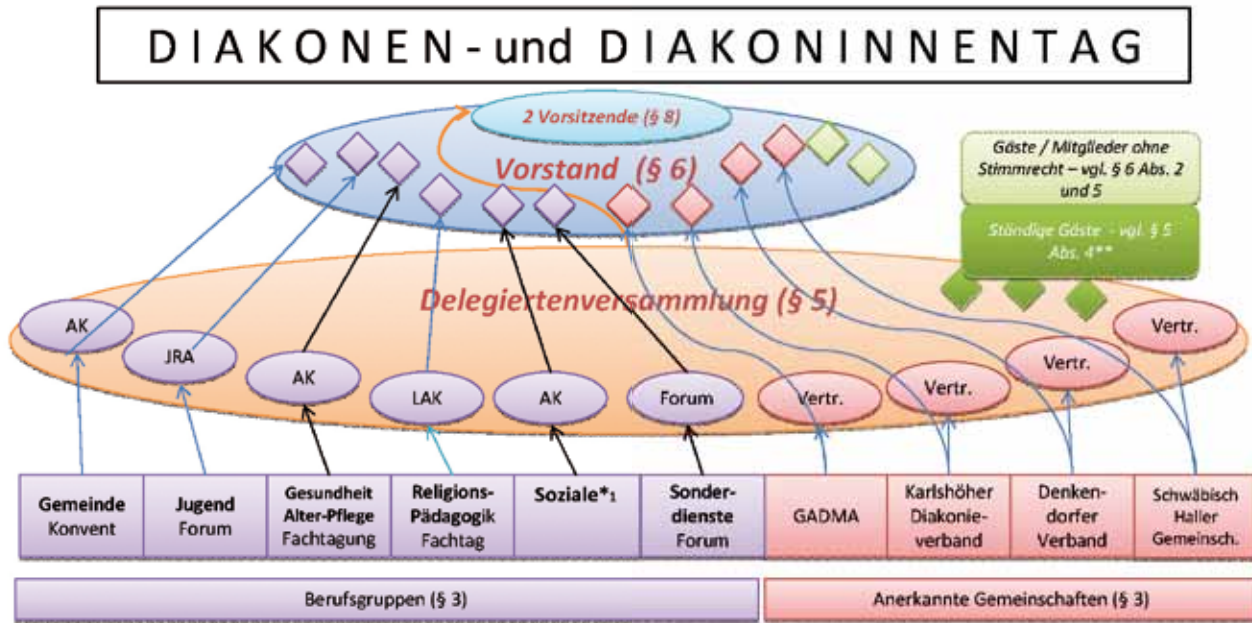 DIAKONEN - und DIAKONINNENTAG
2 Vorsitzende (§ 8)
Vorstand (§ 6)
Gäste / Mitglieder ohne
Stimmrecht – vgl. § 6 Abs. 2
und 5
Ständige Gäste - vgl. § 5
Abs. 4**
Delegiertenversammlung (§ 5)
AK
JRA
AK
LAK
AK
Forum
Vertr.
Vertr.
Vertr.
Vertr.
Gemeinde
Konvent
Jugend
Forum
Gesundheit
Alter-Pflege
Fachtagung
Religions-
Pädagogik
Fachtag
Soziale*1
Sonder-
dienste
Forum
GADMA
Karlshöher
Diakonie-
verband
Denken-
dorfer
Verband
Schwäbisch
Haller
Gemeinsch.
Berufsgruppen (§ 3)
Anerkannte Gemeinschaften (§ 3)